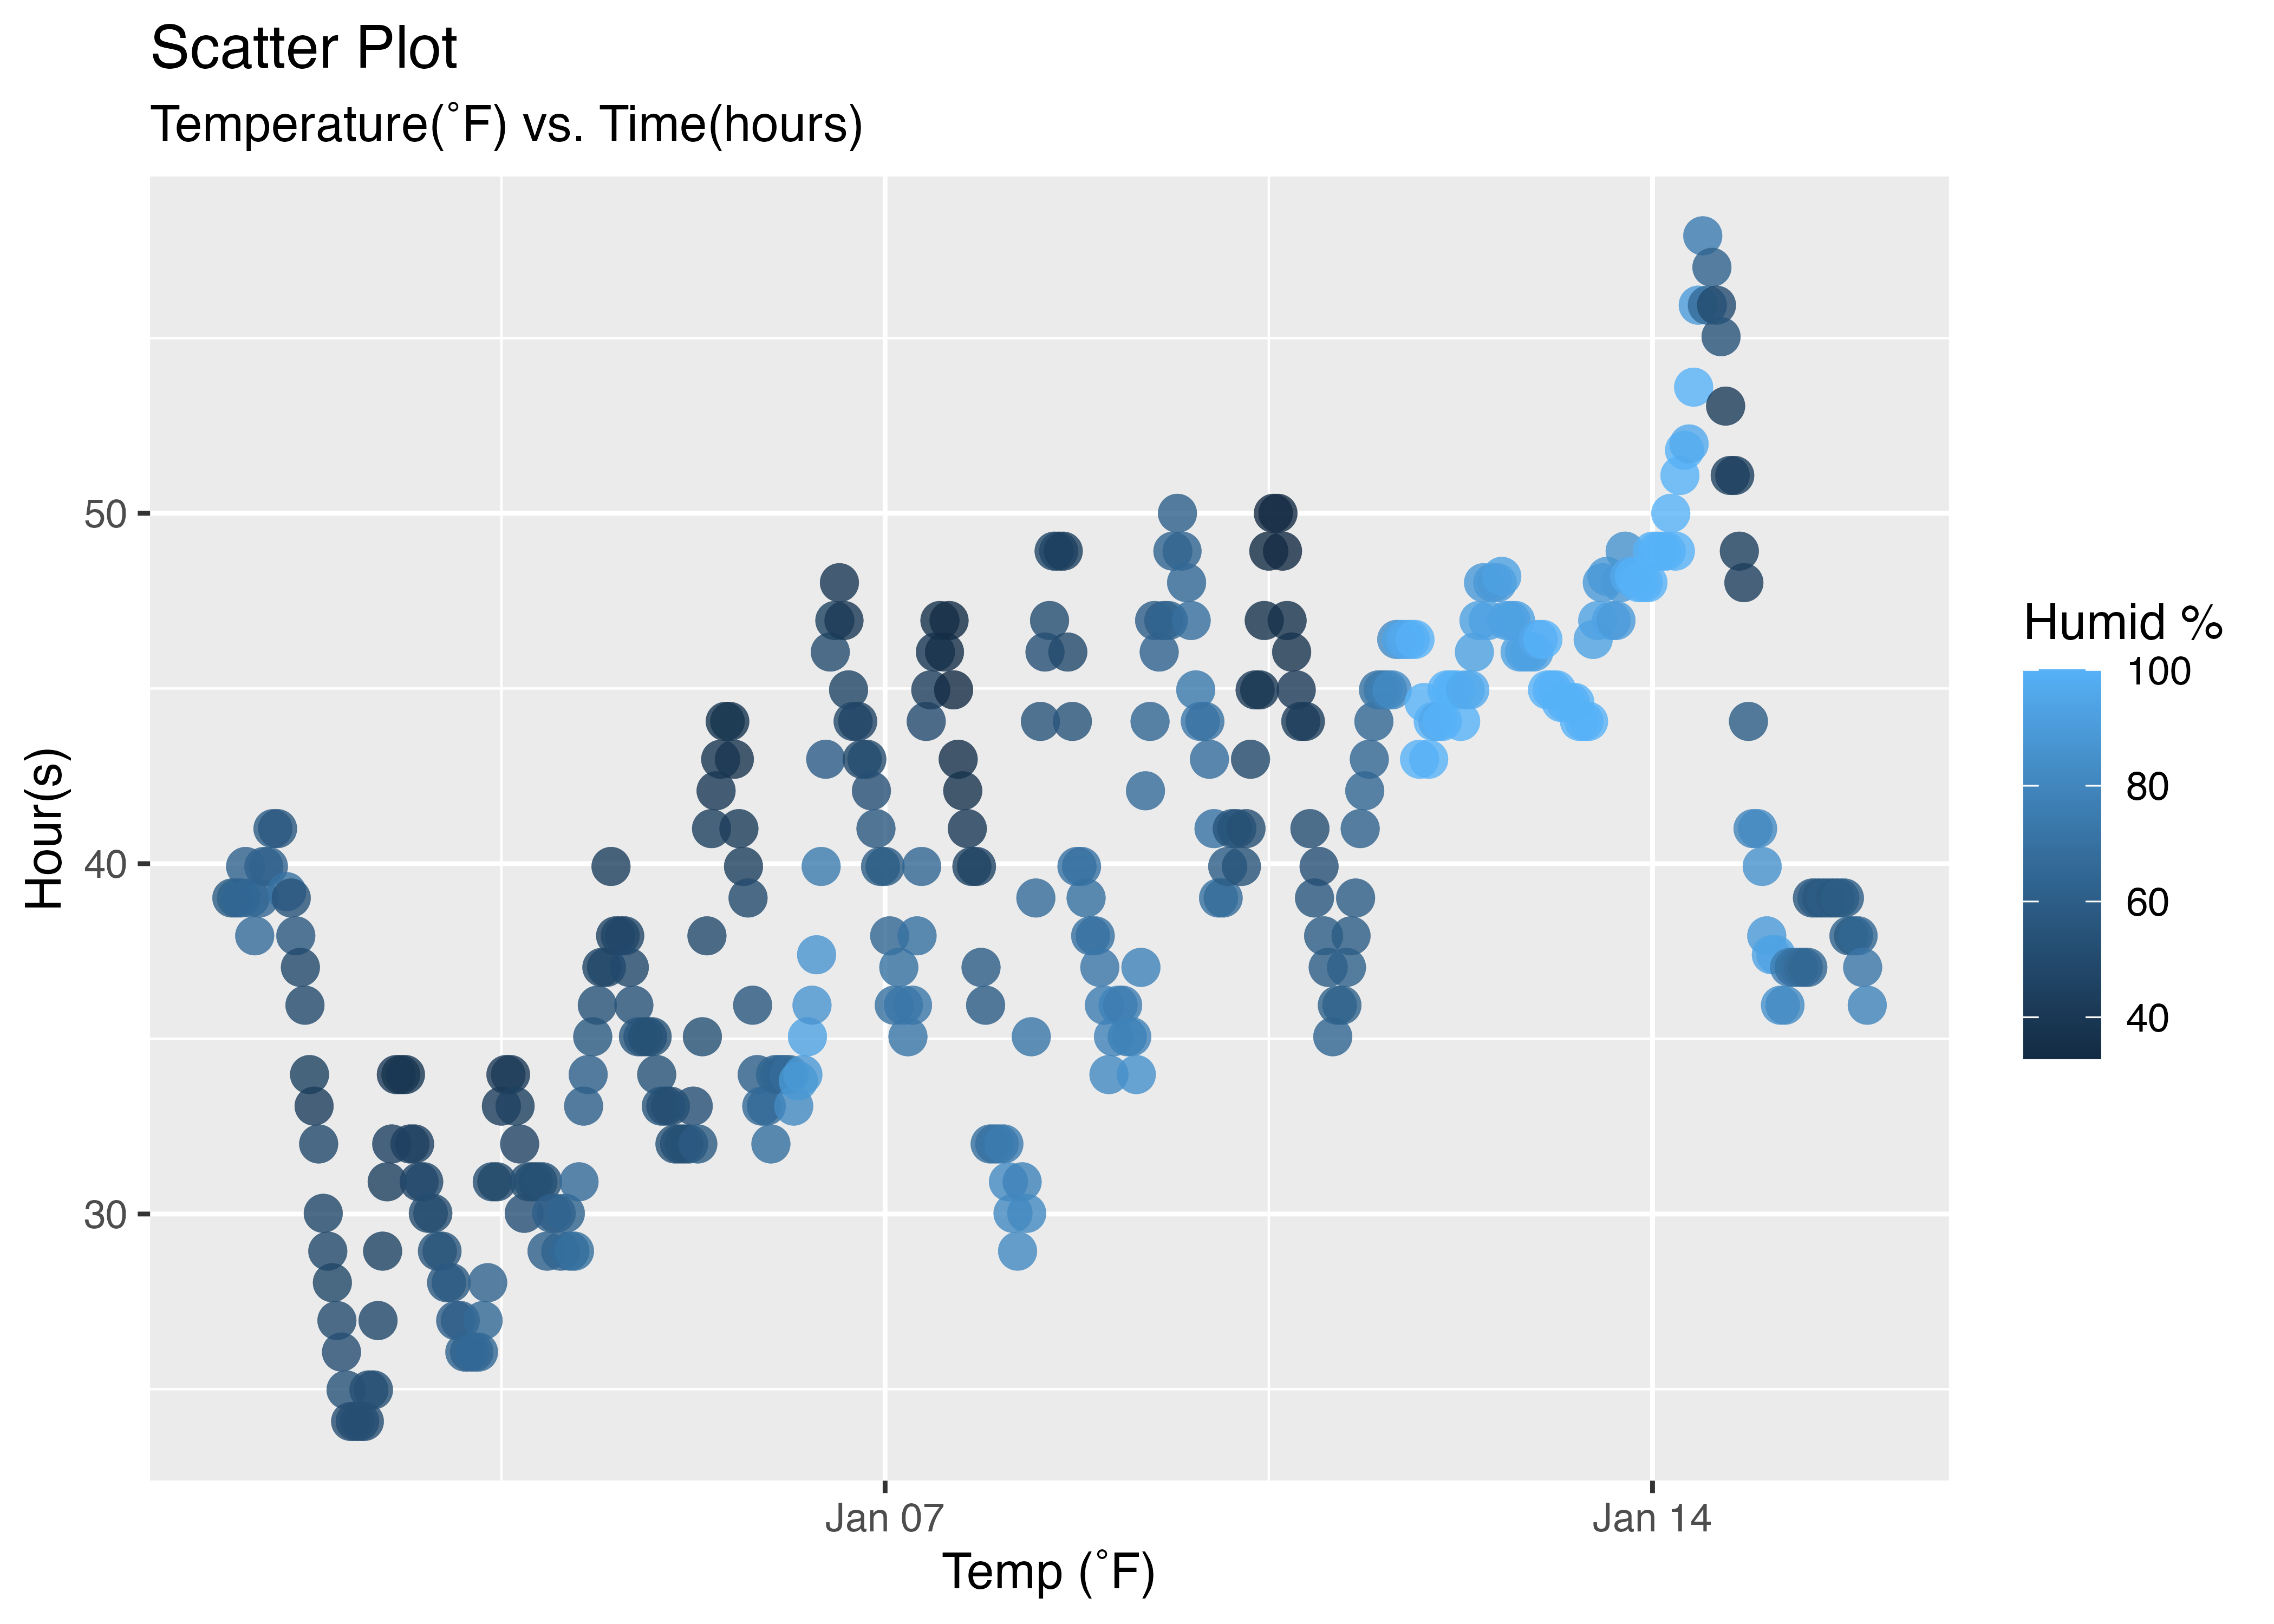 Scatter Plot
Temperature(˚F) vs. Time(hours)
Hour(s)
50
40
30
Jan 07
Jan 14
Temp (˚F)
Humid %
100
80
60
40